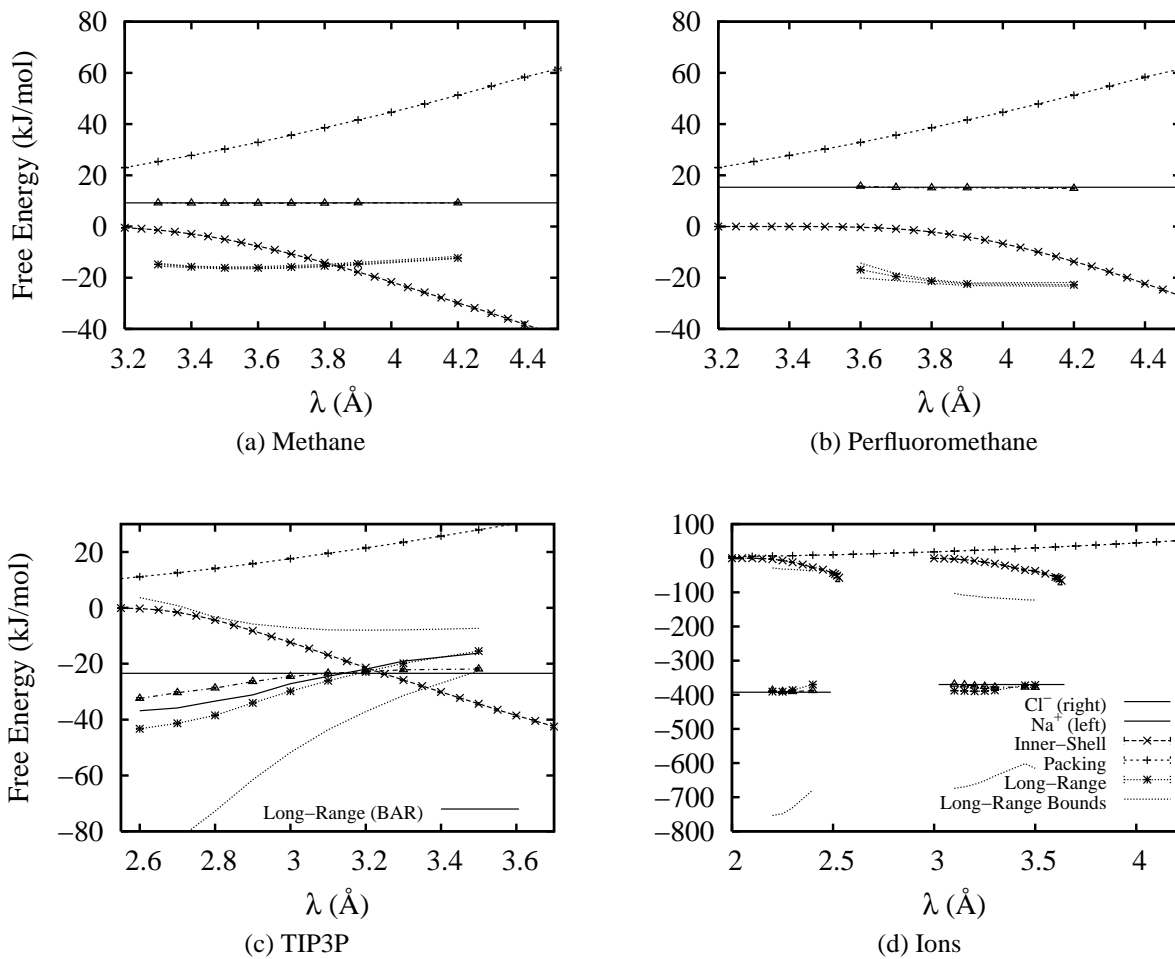 80
60
40
20
0
−20
−40
Free Energy (kJ/mol)
3.2 3.4 3.6 3.8 4 4.2 4.4
λ (Å)
(a) Methane
80
60
40
20
0
−20
−40
3.2 3.4 3.6 3.8 4 4.2 4.4
λ (Å)
(b) Perfluoromethane
20
0
−20
−40
−60
−80
Free Energy (kJ/mol)
Long−Range (BAR)
2.6 2.8 3 3.2 3.4 3.6
λ (Å)
(c) TIP3P
100
0
−100
−200
−300
−400
−500
−600
−700
−800
Cl− (right)
Na+ (left)
Inner−Shell
Packing
Long−Range
Long−Range Bounds
2 2.5 3 3.5 4
λ (Å)
(d) Ions